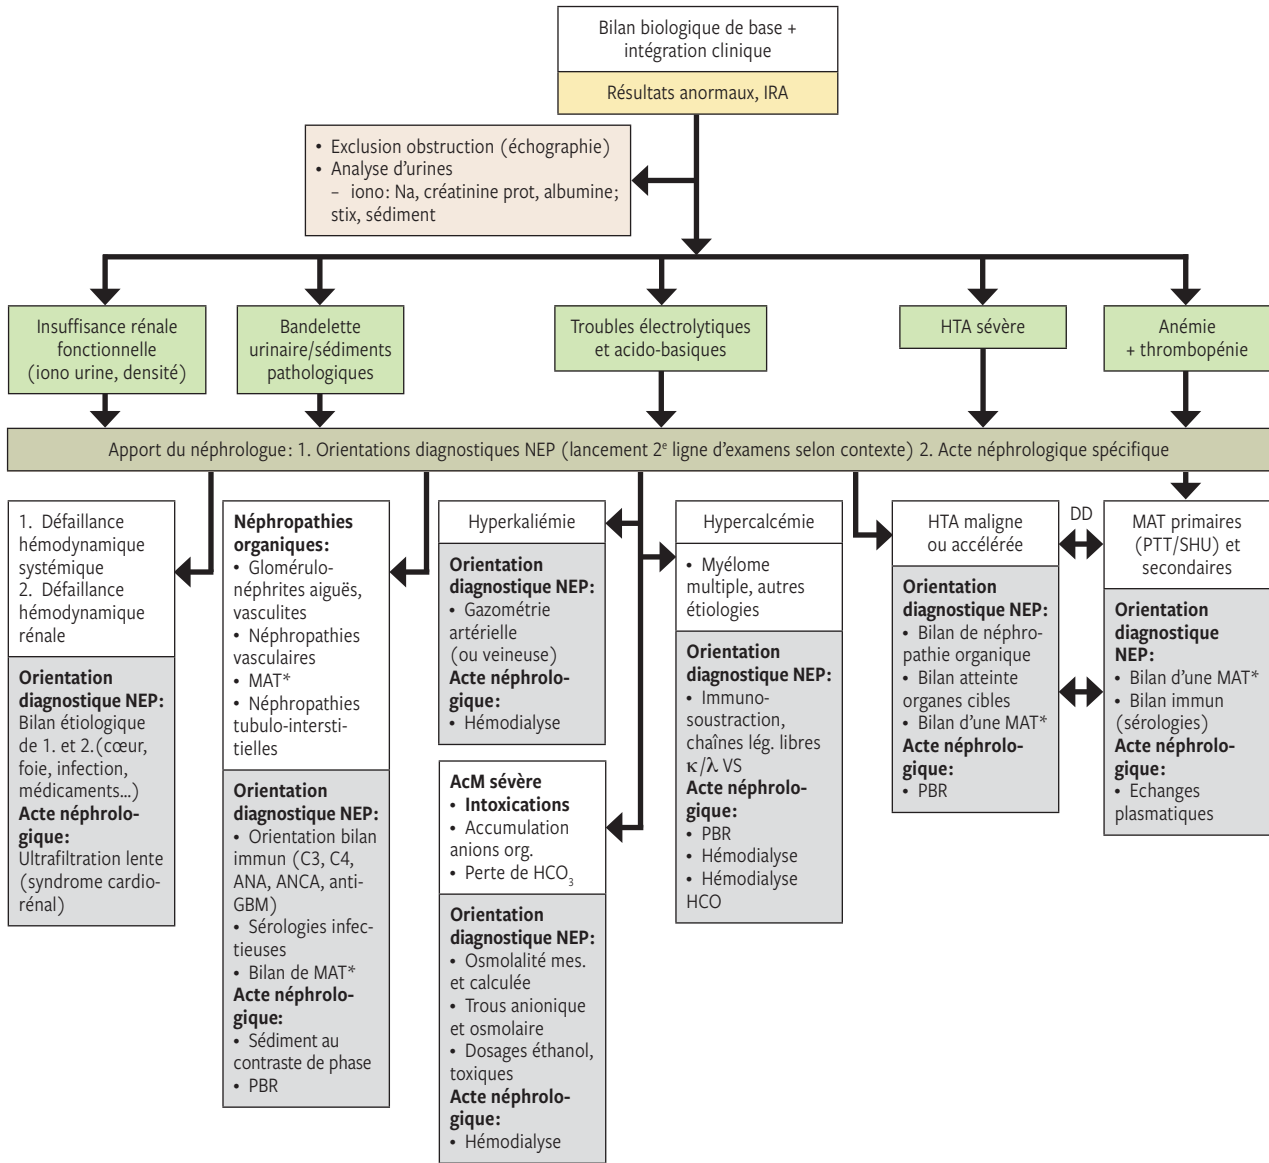 Bilan biologique de base +
intégration clinique
Résultats anormaux, IRA
• Exclusion obstruction (échographie)
• Analyse d’urines
– iono: Na, créatinine prot, albumine;
stix, sédiment
Insuffisance rénale
fonctionnelle
(iono urine, densité)
Bandelette
urinaire/sédiments
pathologiques
Troubles électrolytiques
et acido-basiques
HTA sévère
Anémie
+ thrombopénie
Apport du néphrologue: 1. Orientations diagnostiques NEP (lancement 2e ligne d’examens selon contexte) 2. Acte néphrologique spécifique
1. Défaillance
hémodynamique
systémique
2. Défaillance
hémodynamique
rénale
Orientation
diagnostique NEP:
Bilan étiologique
de 1. et 2.(cœur,
foie, infection,
médicaments...)
Acte néphrolo-
gique:
Ultrafiltration lente
(syndrome cardio-
rénal)
Néphropathies
organiques:
• Glomérulo-
néphrites aiguës,
vasculites
• Néphropathies
vasculaires
• MAT*
• Néphropathies
tubulo-intersti-
tielles
Orientation
diagnostique NEP:
• Orientation bilan
immun (C3, C4,
ANA, ANCA, anti-
GBM)
• Sérologies infec-
tieuses
• Bilan de MAT*
Acte néphrolo-
gique:
• Sédiment au
contraste de phase
• PBR
Hyperkaliémie
Orientation
diagnostique NEP:
• Gazométrie
artérielle
(ou veineuse)
Acte néphrolo-
gique:
• Hémodialyse
AcM sévère
• Intoxications
• Accumulation
anions org.
• Perte de HCO3
Orientation
diagnostique NEP:
• Osmolalité mes.
et calculée
• Trous anionique
et osmolaire
• Dosages éthanol,
toxiques
Acte néphrolo-
gique:
• Hémodialyse
Hypercalcémie
• Myélome
multiple, autres
étiologies
Orientation
diagnostique NEP:
• Immuno-
soustraction,
chaînes lég. libres
κ/λ VS
Acte néphrolo-
gique:
• PBR
• Hémodialyse
• Hémodialyse
HCO
HTA maligne
ou accélérée
Orientation
diagnostique NEP:
• Bilan de néphro-
pathie organique
• Bilan atteinte
organes cibles
• Bilan d’une MAT*
Acte néphrolo-
gique:
• PBR
DD
MAT primaires
(PTT/SHU) et
secondaires
Orientation
diagnostique
NEP:
• Bilan d’une MAT*
• Bilan immun
(sérologies)
Acte néphrolo-
gique:
• Echanges
plasmatiques